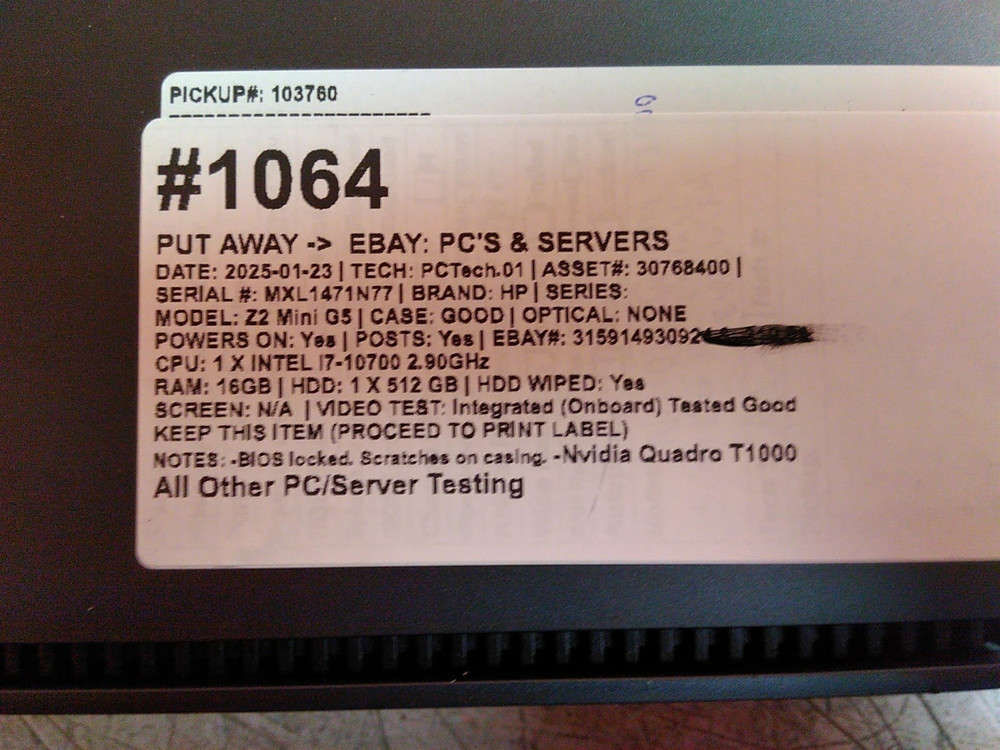 PICKUP#: 103760
#1064
PUT AWAY -> EBAY: PC'S & SERVERS
DATE: 2025-01-23 | TECH: PCTech.01 | ASSET#: 30768400 |
SERIAL #: MXL1471N77 | BRAND: HP | SERIES:
MODEL: Z2 Mini G5 | CASE: GOOD | OPTICAL: NONE
POWERS ON: Yes | POSTS: Yes | EBAY#: 31591493092
CPU: 1 X INTEL I7-10700 2.90GHz
RAM: 16GB | HDD: 1 X 512 GB | HDD WIPED: Yes
SCREEN: N/A | VIDEO TEST: Integrated (Onboard) Tested Good
KEEP THIS ITEM (PROCEED TO PRINT LABEL)
NOTES: -BIOS locked. Scratches on casing. -Nvidia Quadro T1000
All Other PC/Server Testing